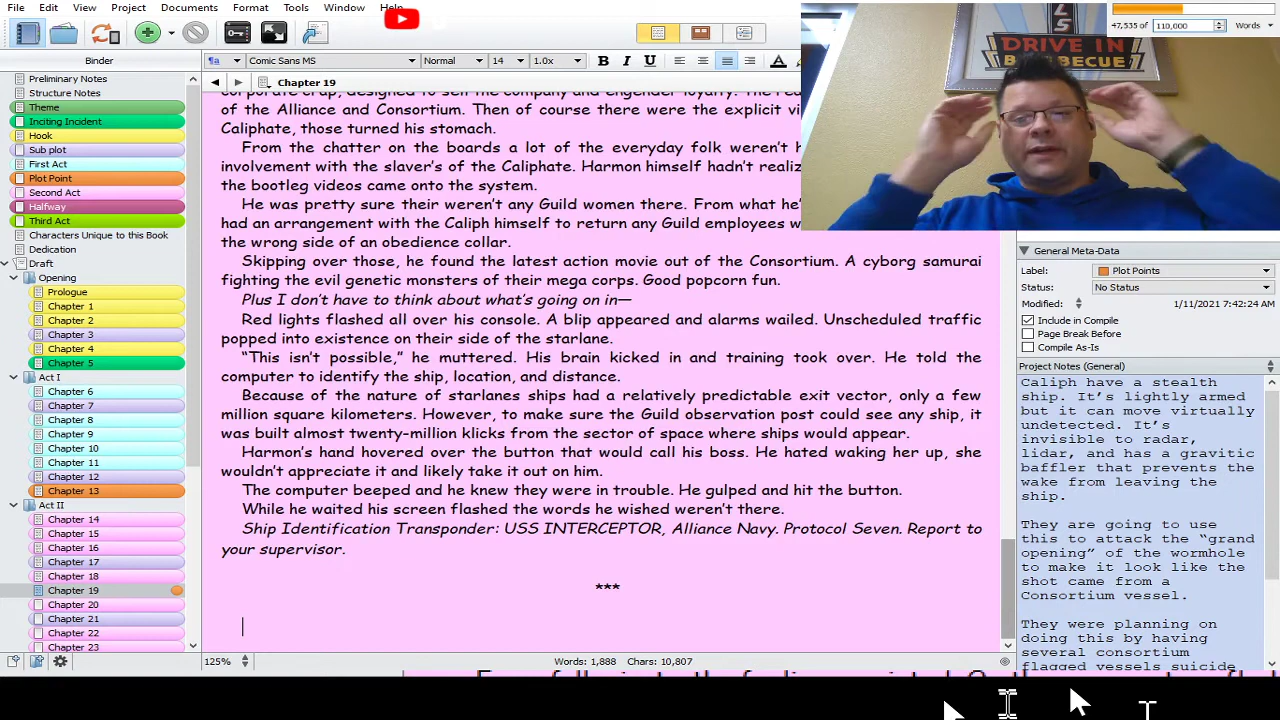 File Edit View Project Documents Format Tools Window Help
47,535 of 110,000 Words
LS
DRIVE IN
BARBECUE
Binder
Comic Sans MS Normal 14 1.0x B I U A
Chapter 19
Preliminary Notes
Structure Notes
Theme
Inciting Incident
Hook
Sub plot
First Act
Plot Point
Second Act
Halfway
Third Act
Characters Unique to this Book
Dedication
Draft
Opening
Prologue
Chapter 1
Chapter 2
Chapter 3
Chapter 4
Chapter 5
Act I
Chapter 6
Chapter 7
Chapter 8
Chapter 9
Chapter 10
Chapter 11
Chapter 12
Chapter 13
Act II
Chapter 14
Chapter 15
Chapter 16
Chapter 17
Chapter 18
Chapter 19
Chapter 20
Chapter 21
Chapter 22
Chapter 23
designed to sell the company and engender loyalty.
of the Alliance and Consortium. Then of course there were the explicit
Caliphate, those turned his stomach.
From the chatter on the boards a lot of the everyday folk weren't
involvement with the slaver's of the Caliphate. Harmon himself hadn't
the bootleg videos came onto the system.
He was pretty sure their weren't any Guild women there. From what
had an arrangement with the Caliph himself to return any Guild employees
the wrong side of an obedience collar.
Skipping over those, he found the latest action movie out of the Consortium. A cyborg samurai
fighting the evil genetic monsters of their mega corps. Good popcorn fun.
Plus I don't have to think about what's going on in—
Red lights flashed all over his console. A blip appeared and alarms wailed. Unscheduled traffic
popped into existence on their side of the starlane.
“This isn't possible,” he muttered. His brain kicked in and training took over. He told the
computer to identify the ship, location, and distance.
Because of the nature of starlanes ships had a relatively predictable exit vector, only a few
million square kilometers. However, to make sure the Guild observation post could see any ship, it
was built almost twenty-million klicks from the sector of space where ships would appear.
Harmon's hand hovered over the button that would call his boss. He hated waking her up, she
wouldn't appreciate it and likely take it out on him.
The computer beeped and he knew they were in trouble. He gulped and hit the button.
While he waited his screen flashed the words he wished weren't there.
Ship Identification Transponder: USS INTERCEPTOR, Alliance Navy. Protocol Seven. Report to
your supervisor.
***
125% Words: 1,888 Chars: 10,807
General Meta-Data
Label: Plot Points
Status: No Status
Modified: 1/11/2021 7:42:24 AM
Include in Compile
Page Break Before
Compile As-Is
Project Notes (General)
Caliph have a stealth
ship. It's lightly armed
but it can move virtually
undetected. It's
invisible to radar,
lidar, and has a gravitic
baffler that prevents the
wake from leaving the
ship.
They are going to use
this to attack the “grand
opening” of the wormhole
to make it look like the
shot came from a
Consortium vessel.
They were planning on
doing this by having
several consortium
flagged vessels suicide